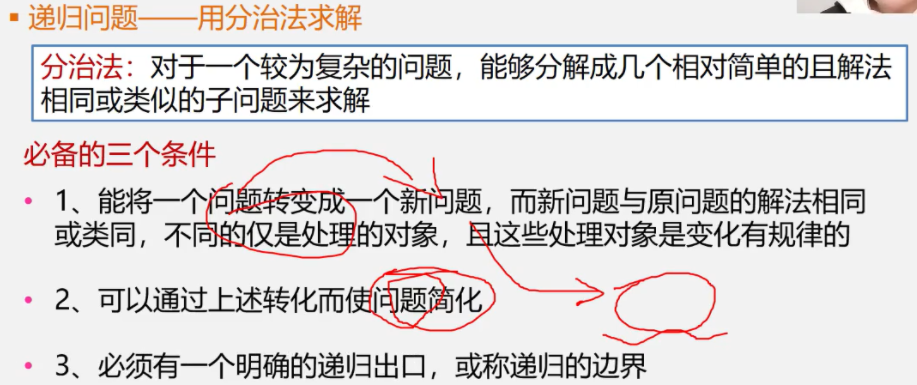 ▪ 递归问题——用分治法求解
分治法：对于一个较为复杂的问题，能够分解成几个相对简单的且解法
相同或类似的子问题来求解
必备的三个条件
• 1、能将一个问题转变成一个新问题，而新问题与原问题的解法相同
或类同，不同的仅是处理的对象，且这些处理对象是变化有规律的
• 2、可以通过上述转化而使问题简化
• 3、必须有一个明确的递归出口，或称递归的边界